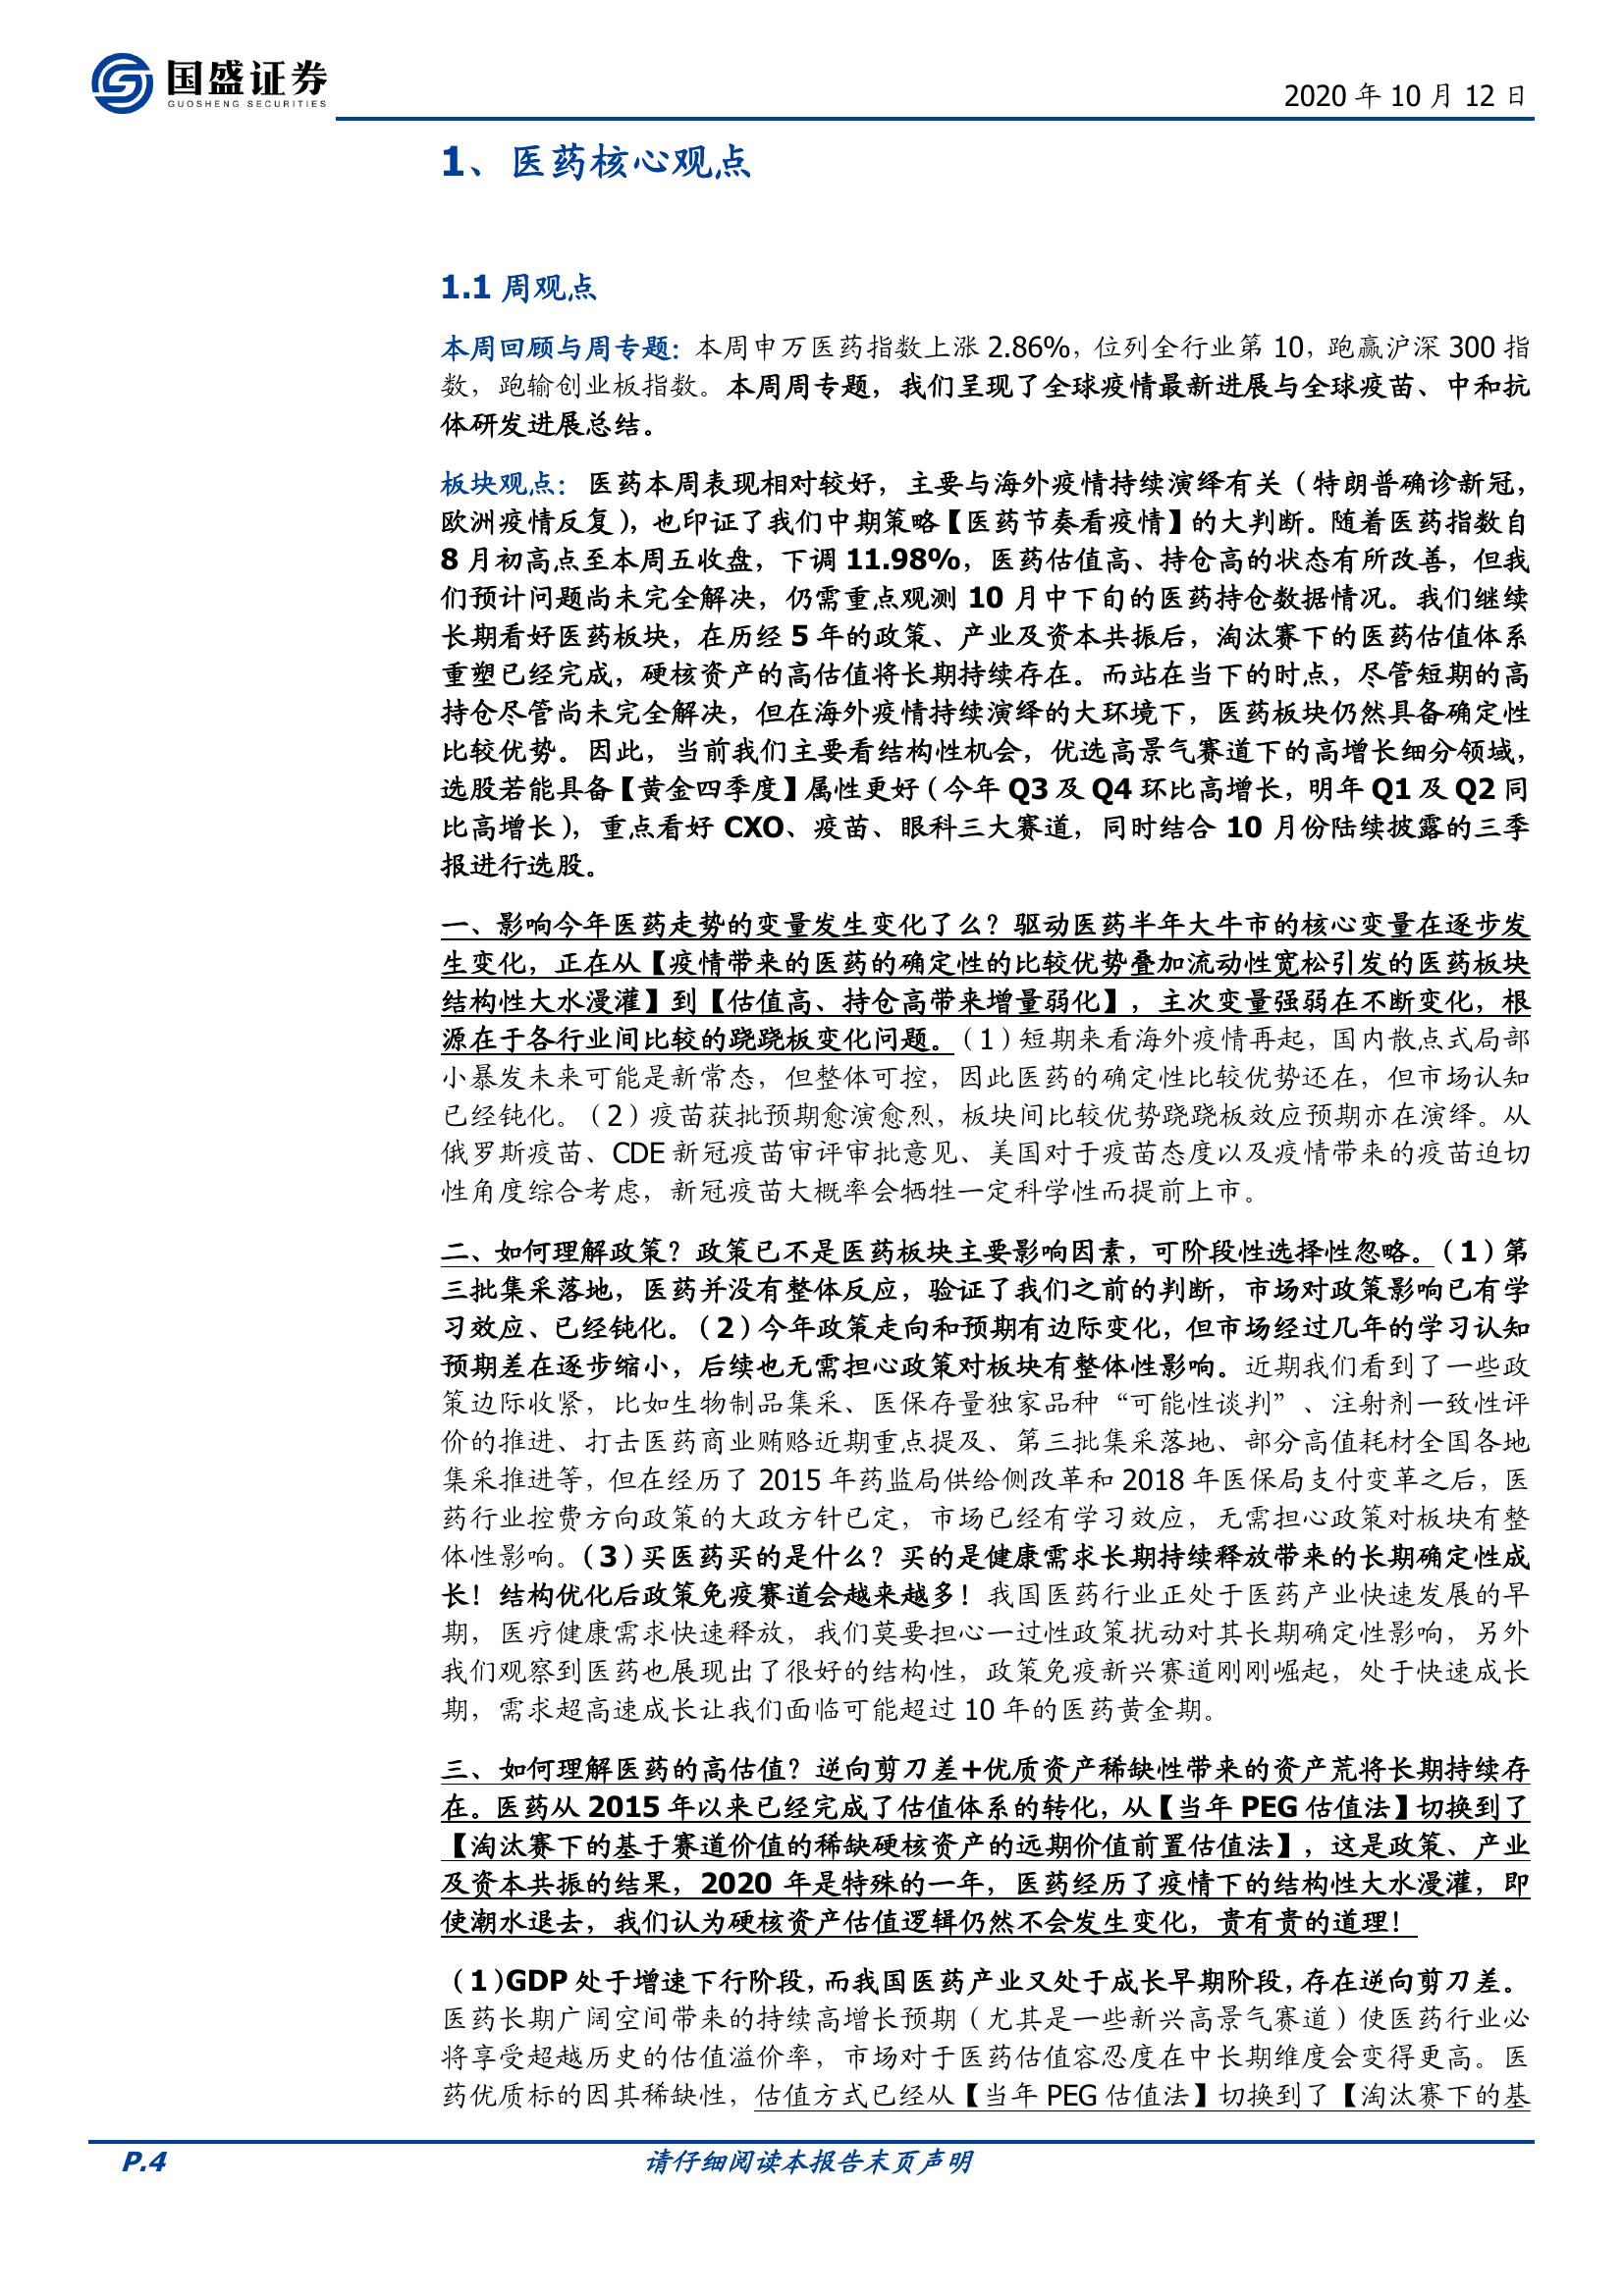 国盛证券
GUOSHENG SECURITIES
2020 年 10 月 12 日
1、医药核心观点
1.1 周观点
本周回顾与周专题：本周申万医药指数上涨 2.86%，位列全行业第 10，跑赢沪深 300 指
数，跑输创业板指数。本周周专题，我们呈现了全球疫情最新进展与全球疫苗、中和抗
体研发进展总结。
板块观点：医药本周表现相对较好，主要与海外疫情持续演绎有关（特朗普确诊新冠，
欧洲疫情反复），也印证了我们中期策略【医药节奏看疫情】的大判断。随着医药指数自
8 月初高点至本周五收盘，下调 11.98%，医药估值高、持仓高的状态有所改善，但我
们预计问题尚未完全解决，仍需重点观测 10 月中下旬的医药持仓数据情况。我们继续
长期看好医药板块，在历经 5 年的政策、产业及资本共振后，淘汰赛下的医药估值体系
重塑已经完成，硬核资产的高估值将长期持续存在。而站在当下的时点，尽管短期的高
持仓尽管尚未完全解决，但在海外疫情持续演绎的大环境下，医药板块仍然具备确定性
比较优势。因此，当前我们主要看结构性机会，优选高景气赛道下的高增长细分领域，
选股若能具备【黄金四季度】属性更好（今年 Q3 及 Q4 环比高增长，明年 Q1 及 Q2 同
比高增长），重点看好 CXO、疫苗、眼科三大赛道，同时结合 10 月份陆续披露的三季
报进行选股。
一、影响今年医药走势的变量发生变化了么？驱动医药半年大牛市的核心变量在逐步发
生变化，正在从【疫情带来的医药的确定性的比较优势叠加流动性宽松引发的医药板块
结构性大水漫灌】到【估值高、持仓高带来增量弱化】，主次变量强弱在不断变化，根
源在于各行业间比较的跷跷板变化问题。（1）短期来看海外疫情再起，国内散点式局部
小暴发未来可能是新常态，但整体可控，因此医药的确定性比较优势还在，但市场认知
已经钝化。（2）疫苗获批预期愈演愈烈，板块间比较优势跷跷板效应预期亦在演绎。从
俄罗斯疫苗、CDE 新冠疫苗审评审批意见、美国对于疫苗态度以及疫情带来的疫苗迫切
性角度综合考虑，新冠疫苗大概率会牺牲一定科学性而提前上市。
二、如何理解政策？政策已不是医药板块主要影响因素，可阶段性选择性忽略。（1）第
三批集采落地，医药并没有整体反应，验证了我们之前的判断，市场对政策影响已有学
习效应、已经钝化。（2）今年政策走向和预期有边际变化，但市场经过几年的学习认知
预期差在逐步缩小，后续也无需担心政策对板块有整体性影响。近期我们看到了一些政
策边际收紧，比如生物制品集采、医保存量独家品种“可能性谈判”、注射剂一致性评
价的推进、打击医药商业贿赂近期重点提及、第三批集采落地、部分高值耗材全国各地
集采推进等，但在经历了 2015 年药监局供给侧改革和 2018 年医保局支付变革之后，医
药行业控费方向政策的大政方针已定，市场已经有学习效应，无需担心政策对板块有整
体性影响。（3）买医药买的是什么？买的是健康需求长期持续释放带来的长期确定性成
长！结构优化后政策免疫赛道会越来越多！我国医药行业正处于医药产业快速发展的早
期，医疗健康需求快速释放，我们莫要担心一过性政策扰动对其长期确定性影响，另外
我们观察到医药也展现出了很好的结构性，政策免疫新兴赛道刚刚崛起，处于快速成长
期，需求超高速成长让我们面临可能超过 10 年的医药黄金期。
三、如何理解医药的高估值？逆向剪刀差+优质资产稀缺性带来的资产荒将长期持续存
在。医药从 2015 年以来已经完成了估值体系的转化，从【当年 PEG 估值法】切换到了
【淘汰赛下的基于赛道价值的稀缺硬核资产的远期价值前置估值法】，这是政策、产业
及资本共振的结果，2020 年是特殊的一年，医药经历了疫情下的结构性大水漫灌，即
使潮水退去，我们认为硬核资产估值逻辑仍然不会发生变化，贵有贵的道理！
（1）GDP 处于增速下行阶段，而我国医药产业又处于成长早期阶段，存在逆向剪刀差。
医药长期广阔空间带来的持续高增长预期（尤其是一些新兴高景气赛道）使医药行业必
将享受超越历史的估值溢价率，市场对于医药估值容忍度在中长期维度会变得更高。医
药优质标的因其稀缺性，估值方式已经从【当年 PEG 估值法】切换到了【淘汰赛下的基
P.4
请仔细阅读本报告末页声明